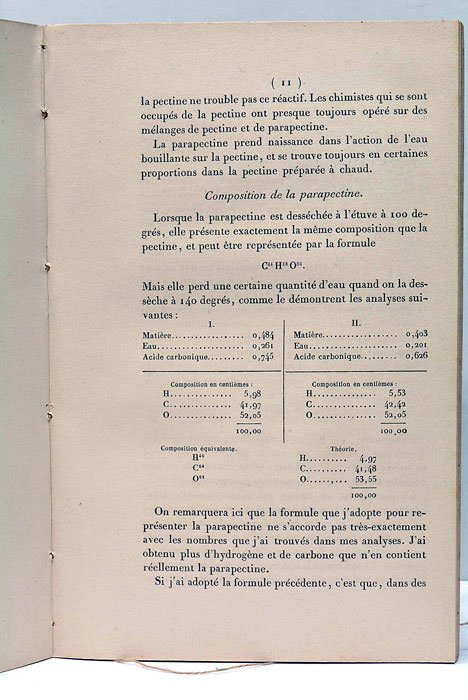 ( 11 )
la pectine ne trouble pas ce réactif. Les chimistes qui se sont
occupés de la pectine ont presque toujours opéré sur des
mélanges de pectine et de parapectine.
La parapectine prend naissance dans l'action de l'eau
bouillante sur la pectine, et se trouve toujours en certaines
proportions dans la pectine préparée à chaud.
Composition de la parapectine.
Lorsque la parapectine est desséchée à l'étuve à 100 de-
grés, elle présente exactement la même composition que la
pectine, et peut être représentée par la formule
Mais elle perd une certaine quantité d'eau quand on la des-
sèche à 140 degrés, comme le démontrent les analyses sui-
vantes :
I.
Matière................. 0,484
Eau..................... 0,261
Acide carbonique......... 0,745
Composition en centièmes :
H.............. 5,98
C.............. 41,97
O.............. 52,05
100,00
Composition équivalente.
II.
Matière................. 0,403
Eau..................... 0,201
Acide carbonique......... 0,626
Composition en centièmes :
H.............. 5,53
C.............. 42,42
O.............. 52,05
100,00
Théorie.
H.......... 4,97
C.......... 41,48
O.......... 53,55
100,00
On remarquera ici que la formule que j'adopte pour re-
présenter la parapectine ne s'accorde pas très-exactement
avec les nombres que j'ai trouvés dans mes analyses. J'ai
obtenu plus d'hydrogène et de carbone que n'en contient
réellement la parapectine.
Si j'ai adopté la formule précédente, c'est que, dans des